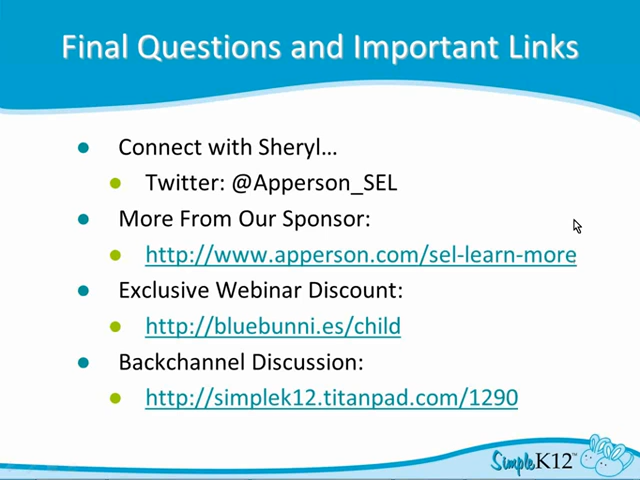 Final Questions and Important Links
Connect with Sheryl…
Twitter: @Apperson_SEL
More From Our Sponsor:
http://www.apperson.com/sel-learn-more
Exclusive Webinar Discount:
http://bluebunni.es/child
Backchannel Discussion:
http://simplek12.titanpad.com/1290
SimpleK12™